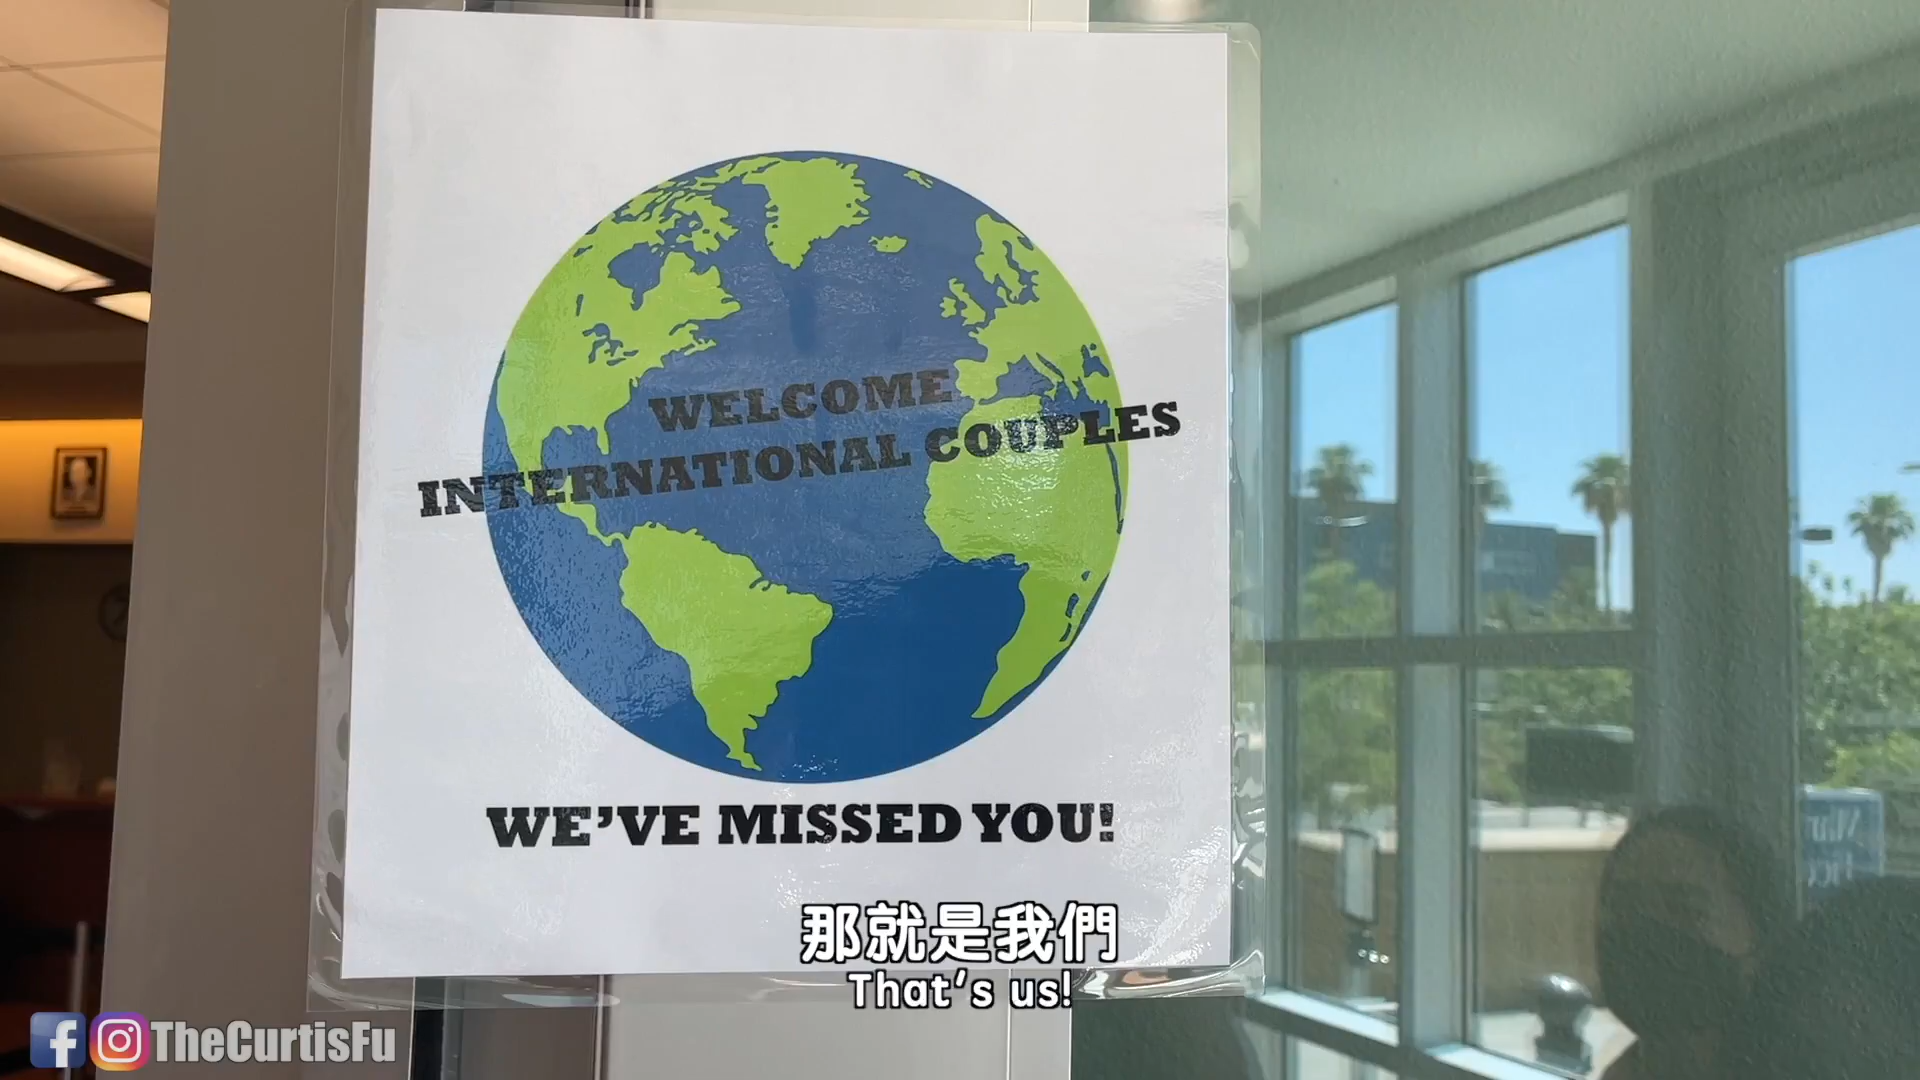 WELCOME
INTERNATIONAL COUPLES
WE'VE MISSED YOU!
那就是我們
That's us!
TheCurtisFu